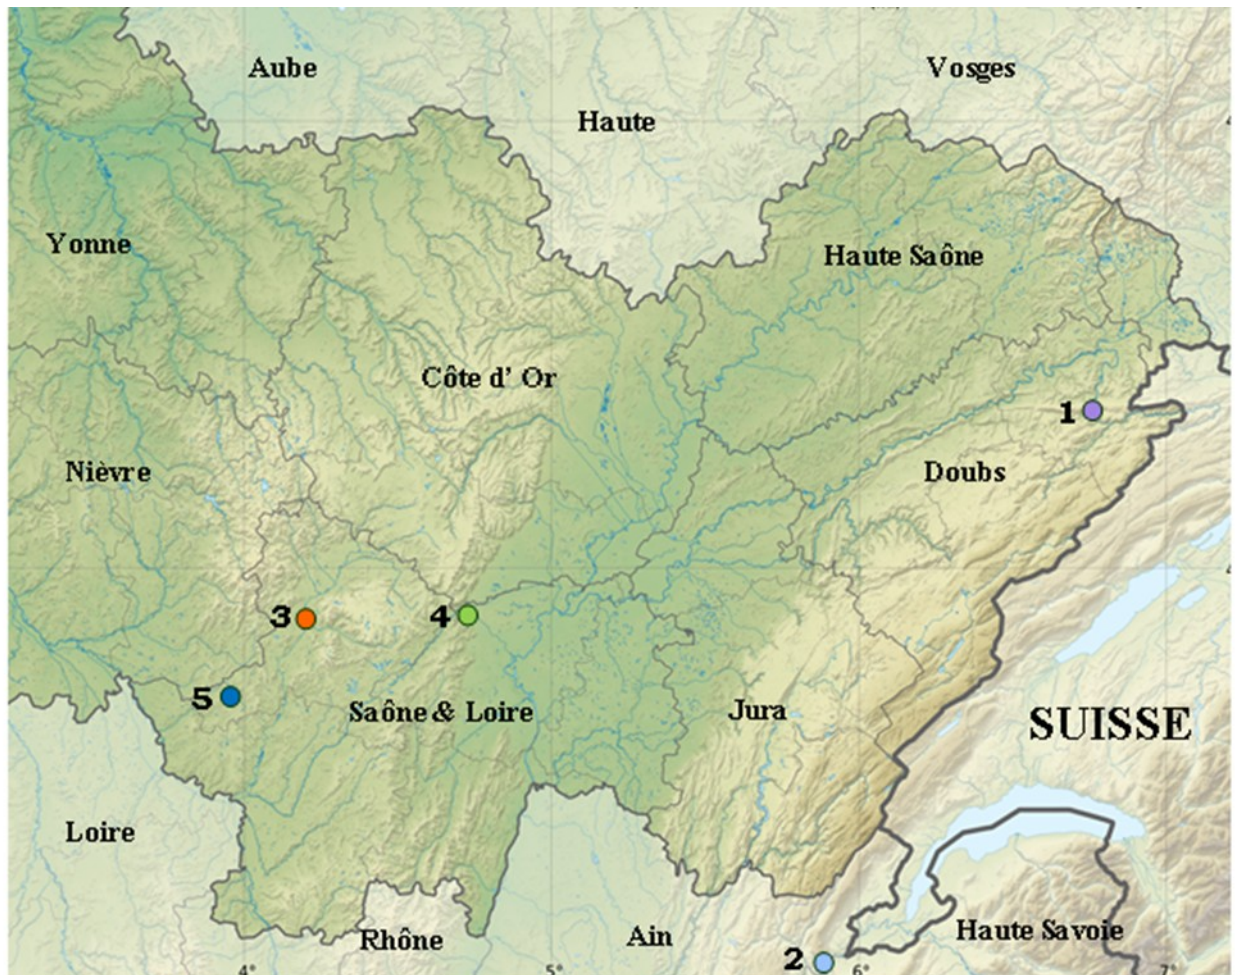 Aube
Vosges
Haute
Yonne
Haute Saône
Côte d' Or
1
Nièvre
Doubs
3
4
5
Saône & Loire
Jura
SUISSE
Loire
Haute Savoie
Rhône
Ain
2
4°
5°
6°
7°